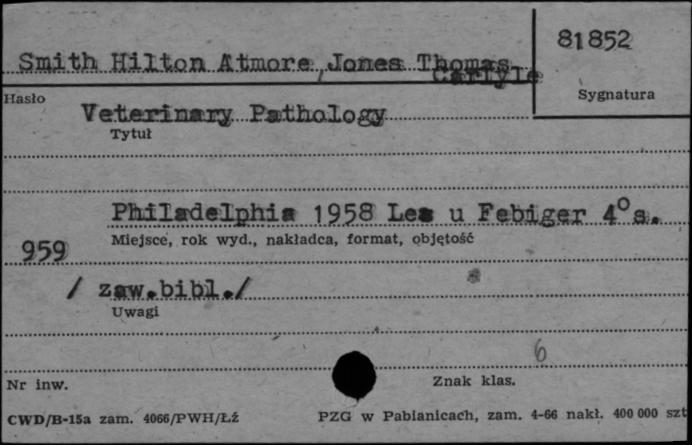 81852
Smith Hilton Atmore, Jones Thomas
Carlyle
Hasło
Sygnatura
Veterinary Pathology
Tytuł
Philadelphia 1958 Lea u Febiger 4° s.
959
Miejsce, rok wyd., nakładca, format, objętość
/ zaw.bibl./
Uwagi
6
Nr inw.
Znak klas.
CWD/B-15a zam. 4066/PWH/Łź
PZG w Pabianicach, zam. 4-66 nakł. 400 000 szt